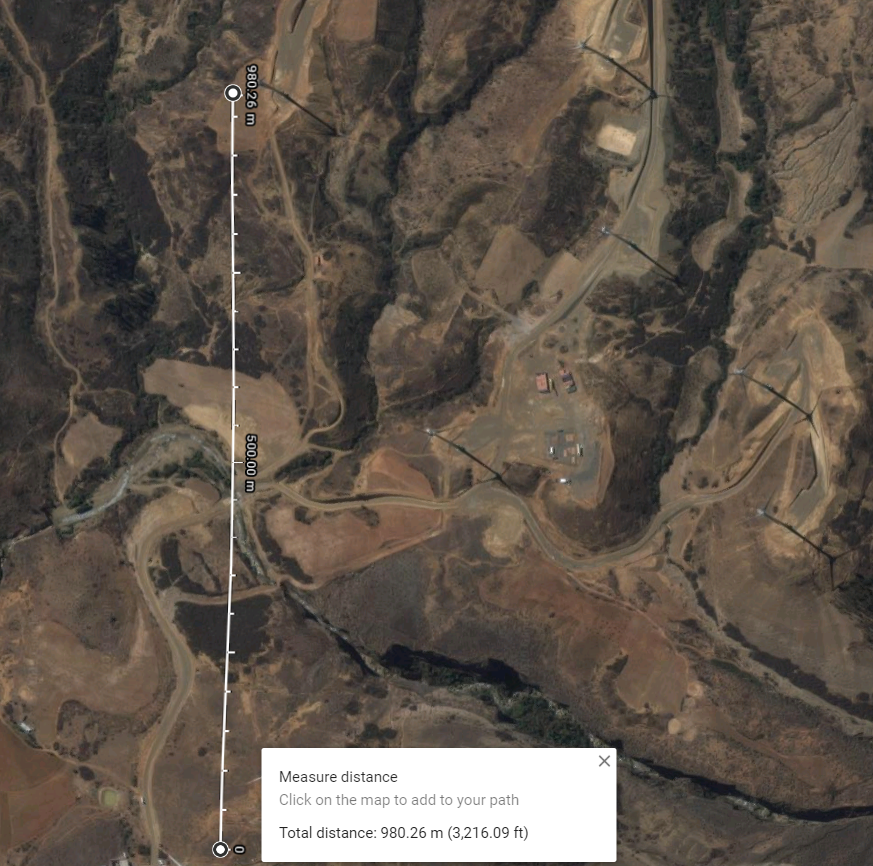 980.26 m
500.00 m
0
Measure distance
Click on the map to add to your path
Total distance: 980.26 m (3,216.09 ft)